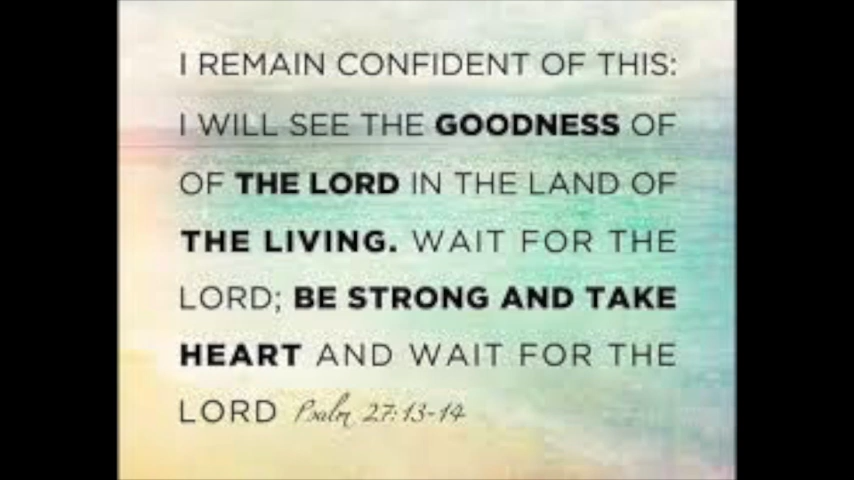 I REMAIN CONFIDENT OF THIS:
I WILL SEE THE GOODNESS OF
OF THE LORD IN THE LAND OF
THE LIVING. WAIT FOR THE
LORD; BE STRONG AND TAKE
HEART AND WAIT FOR THE
LORD Psalm 27:13-14